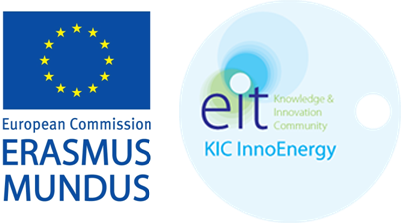 European Commission
ERASMUS
MUNDUS
eit Knowledge &
Innovation
Community
KIC InnoEnergy